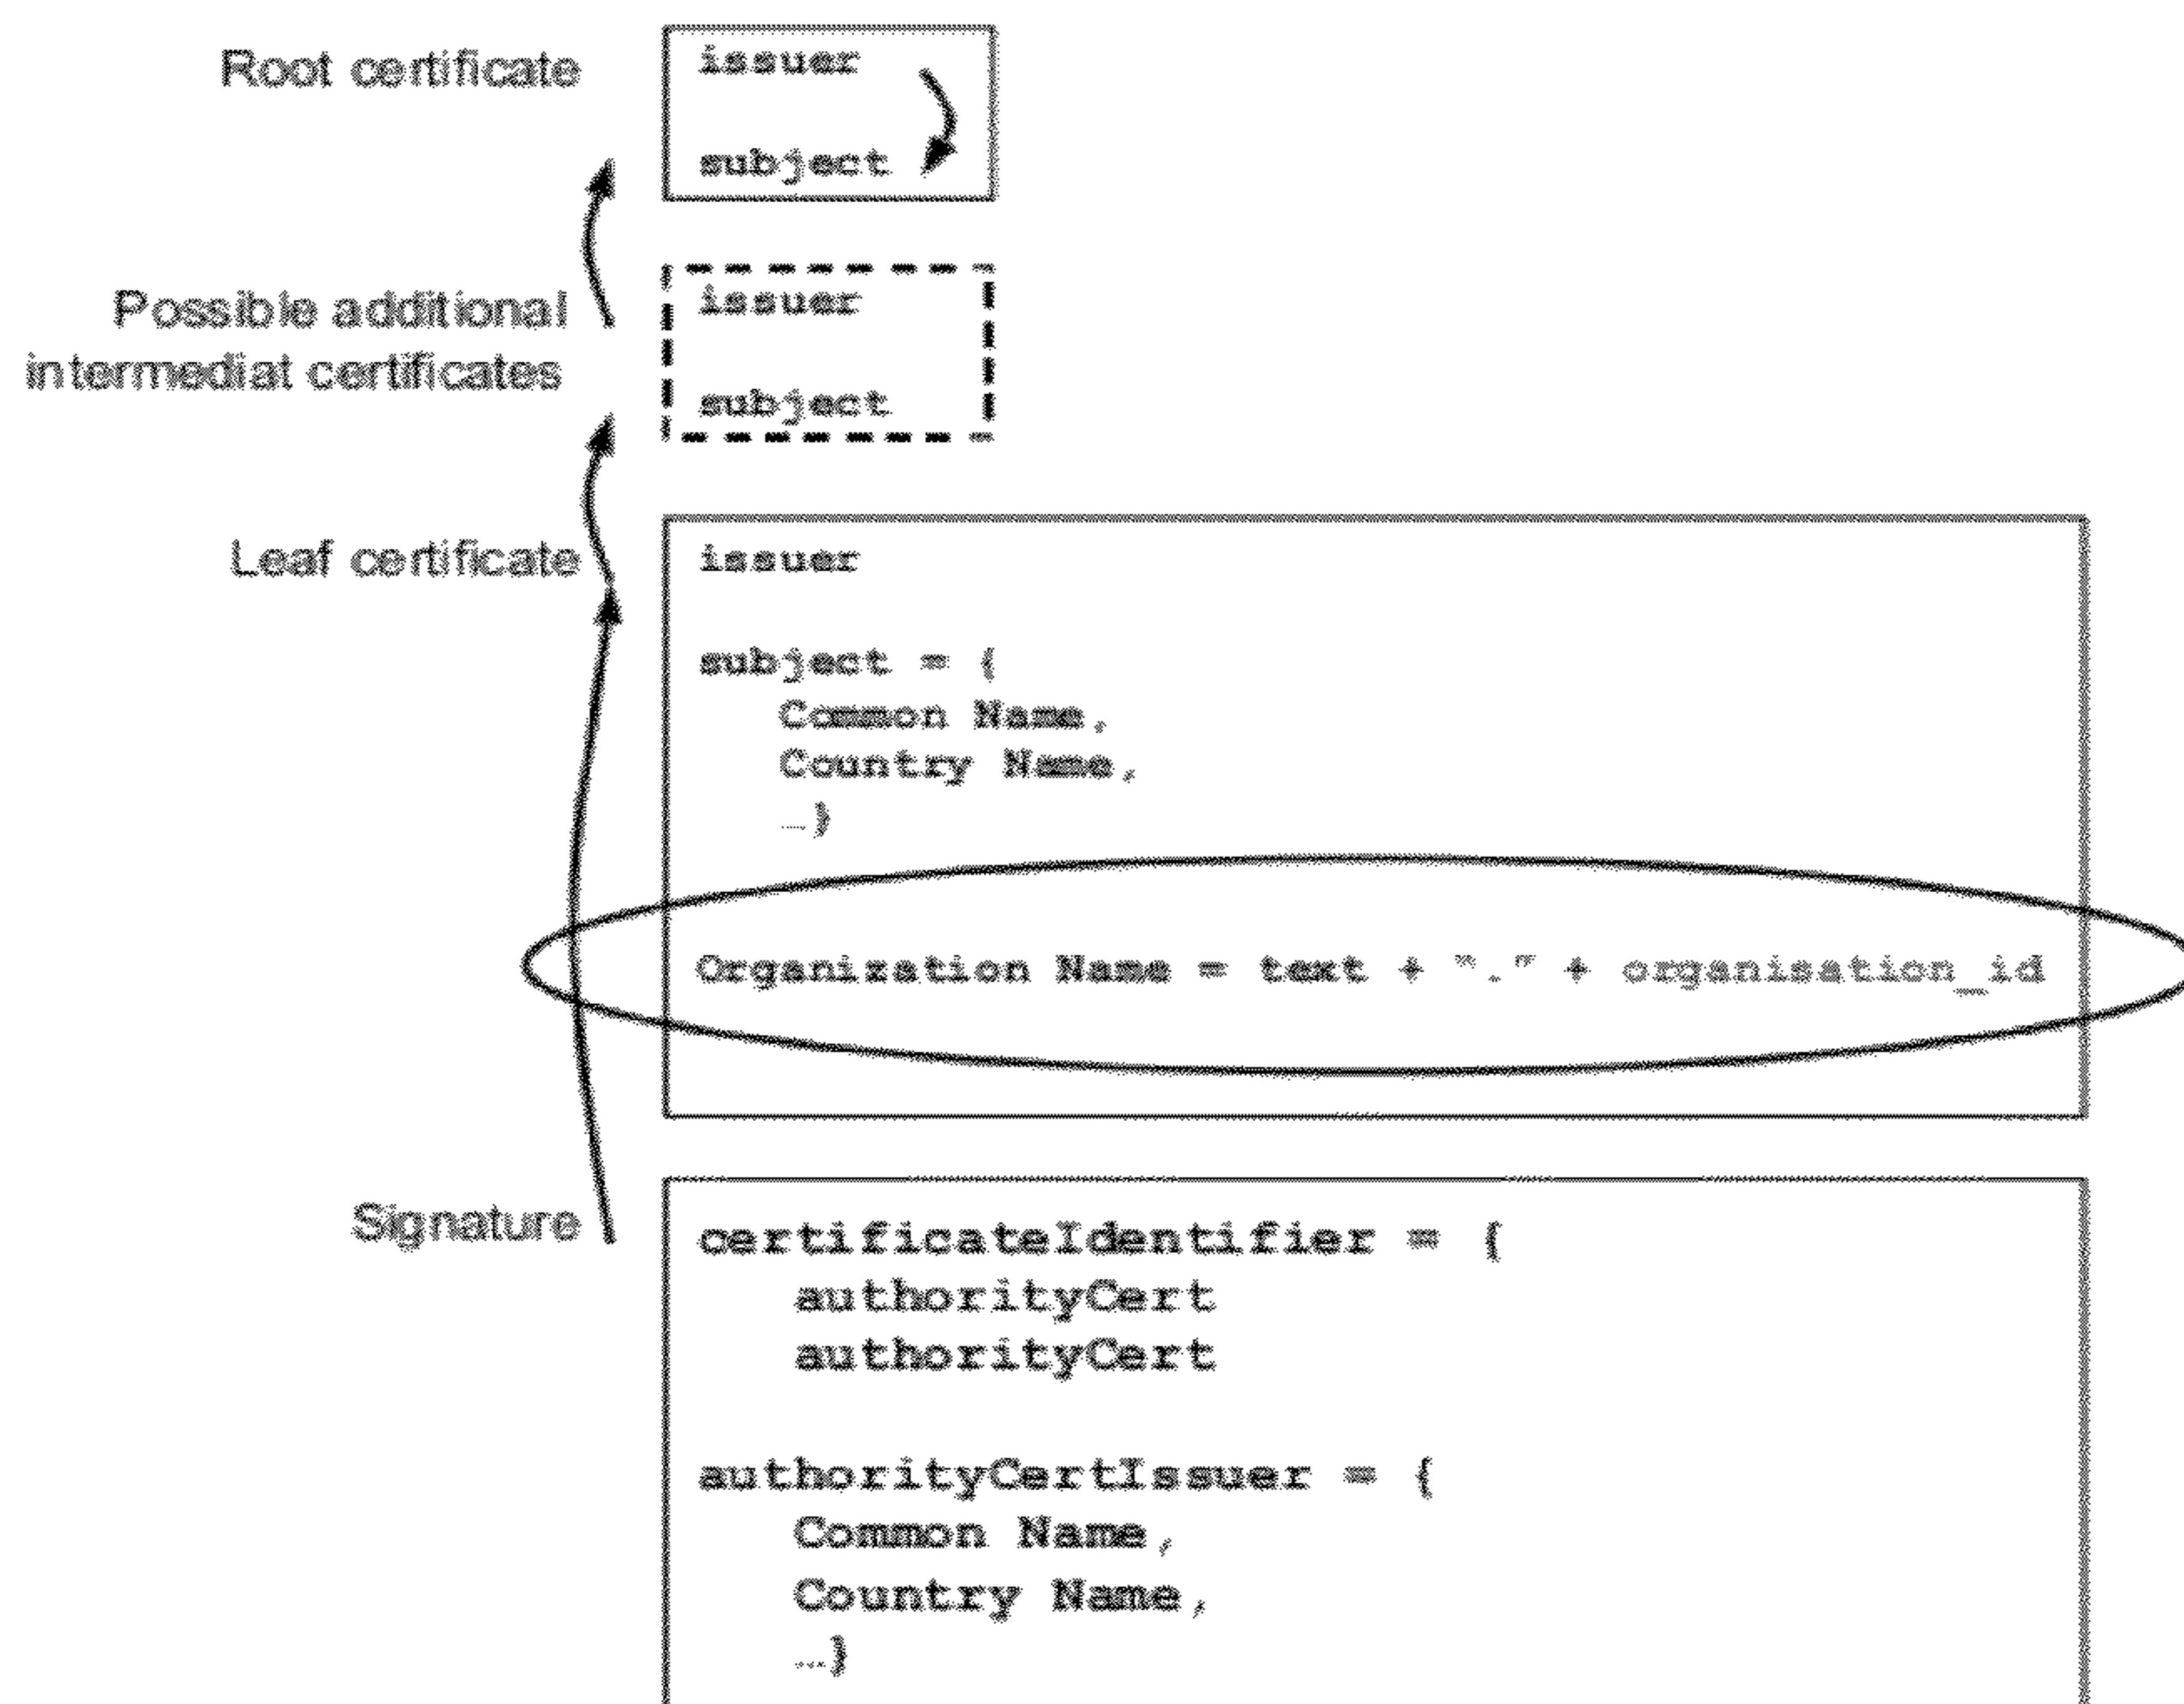 Root certificate
issuer
subject
Possible additional
intermediat certificates
issuer
subject
Leaf certificate
issuer
subject = {
Common Name,
Country Name,
…}
Organization Name = text + "." + organisation_id
Signature
certificateIdentifier = {
authorityCert
authorityCert
authorityCertIssuer = {
Common Name,
Country Name,
…}